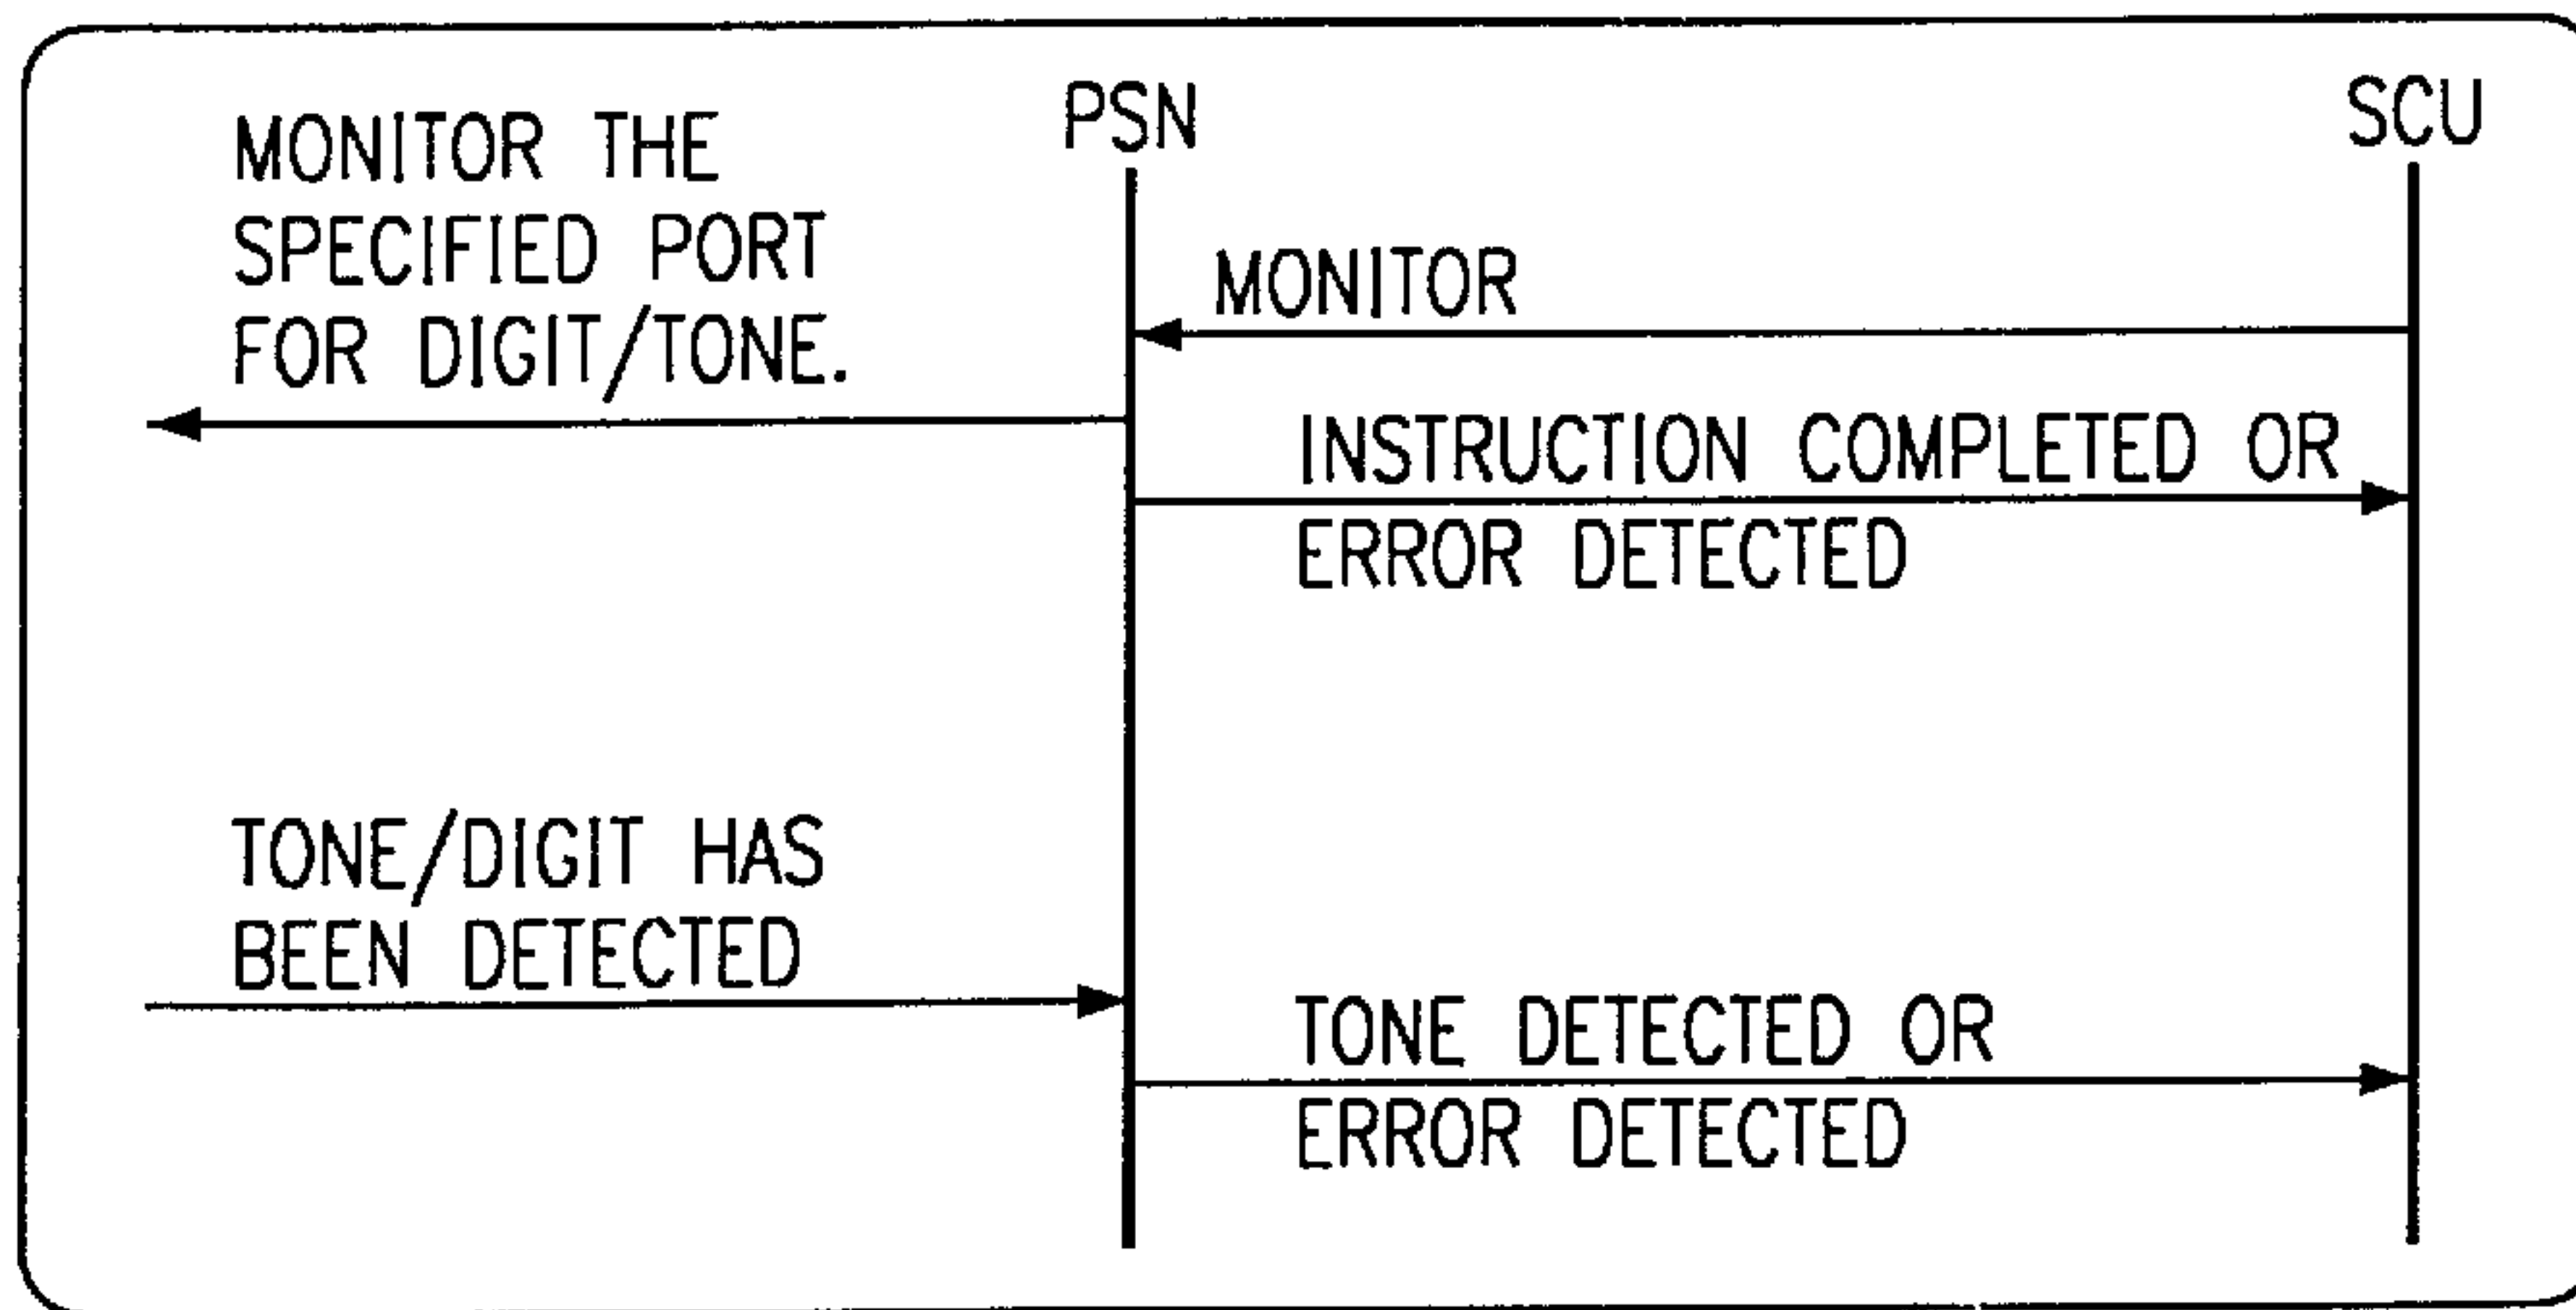 PSN
SCU
MONITOR THE
SPECIFIED PORT
FOR DIGIT/TONE.
MONITOR
INSTRUCTION COMPLETED OR
ERROR DETECTED
TONE/DIGIT HAS
BEEN DETECTED
TONE DETECTED OR
ERROR DETECTED